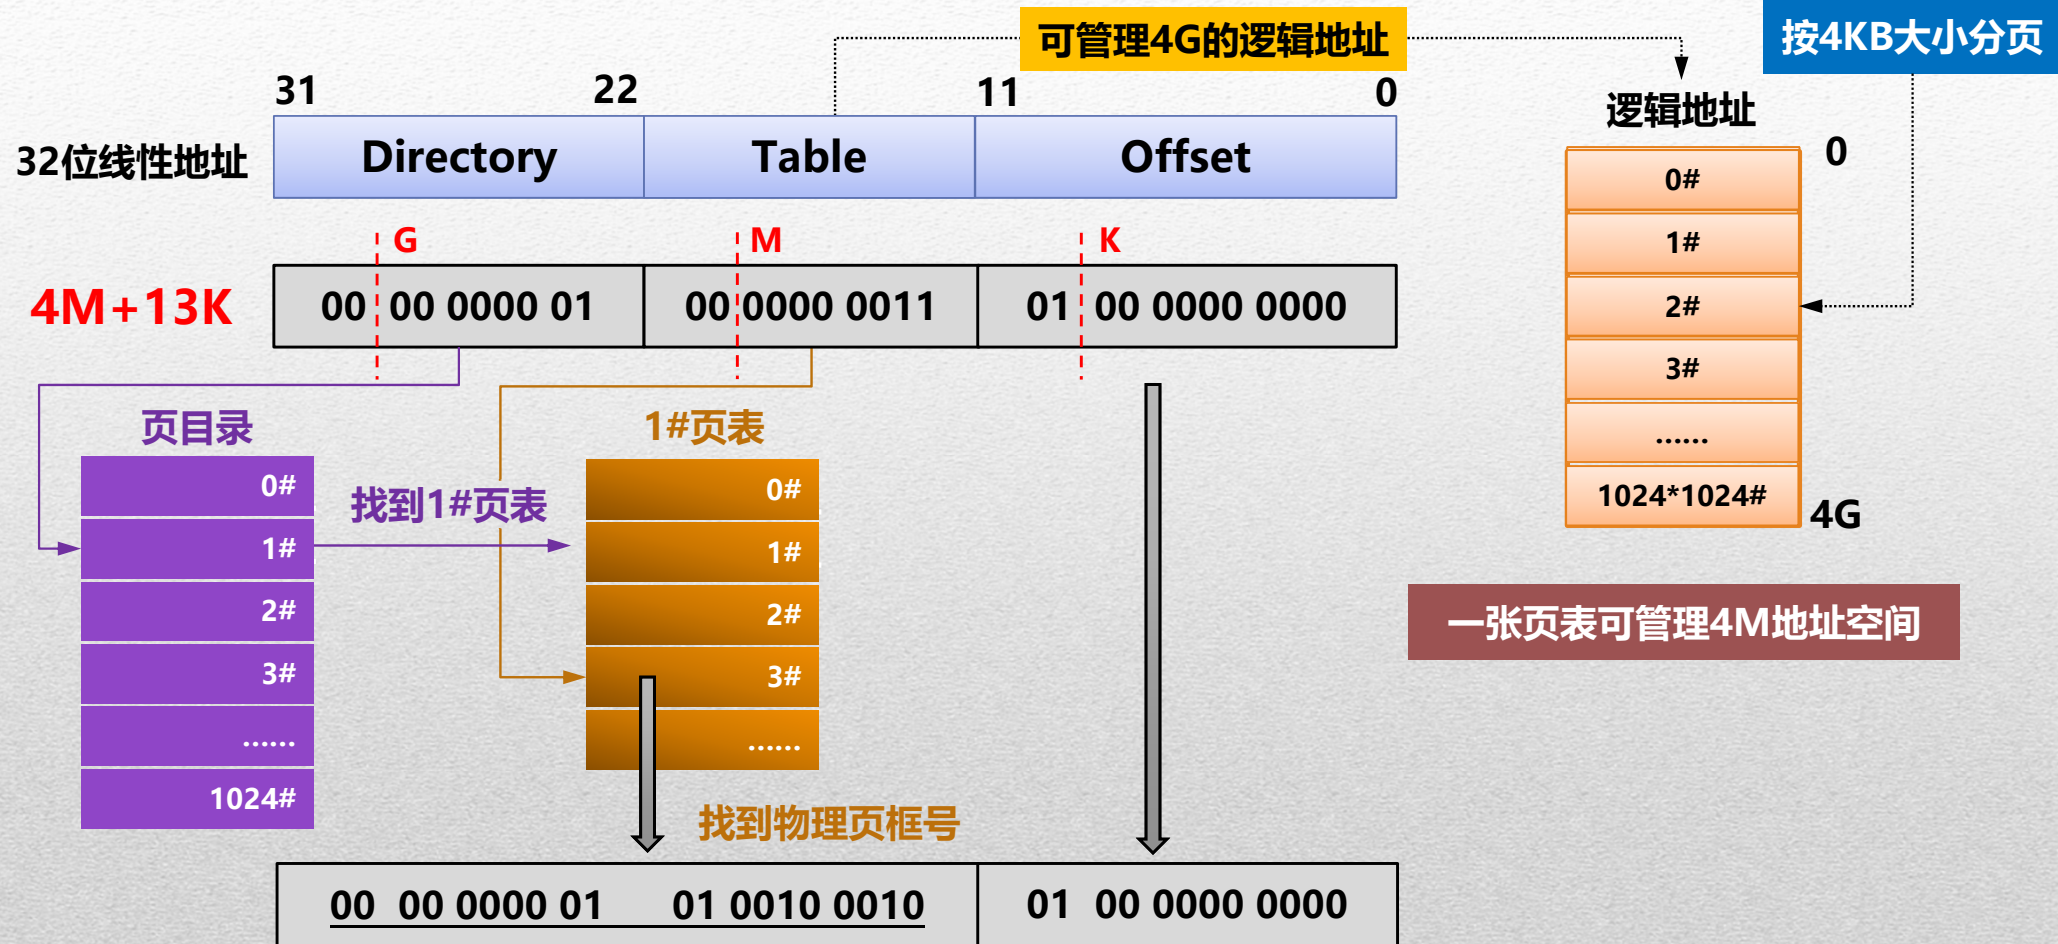 可管理4G的逻辑地址
按4KB大小分页
31 22 11 0
逻辑地址
32位线性地址
Directory Table Offset
0
0#
1#
2#
3#
......
1024*1024#
4G
G M K
4M+13K
00 00 0000 01 00 0000 0011 01 00 0000 0000
页目录
0#
1#
2#
3#
......
1024#
找到1#页表
1#页表
0#
1#
2#
3#
......
一张页表可管理4M地址空间
找到物理页框号
00 00 0000 01 01 0010 0010 01 00 0000 0000